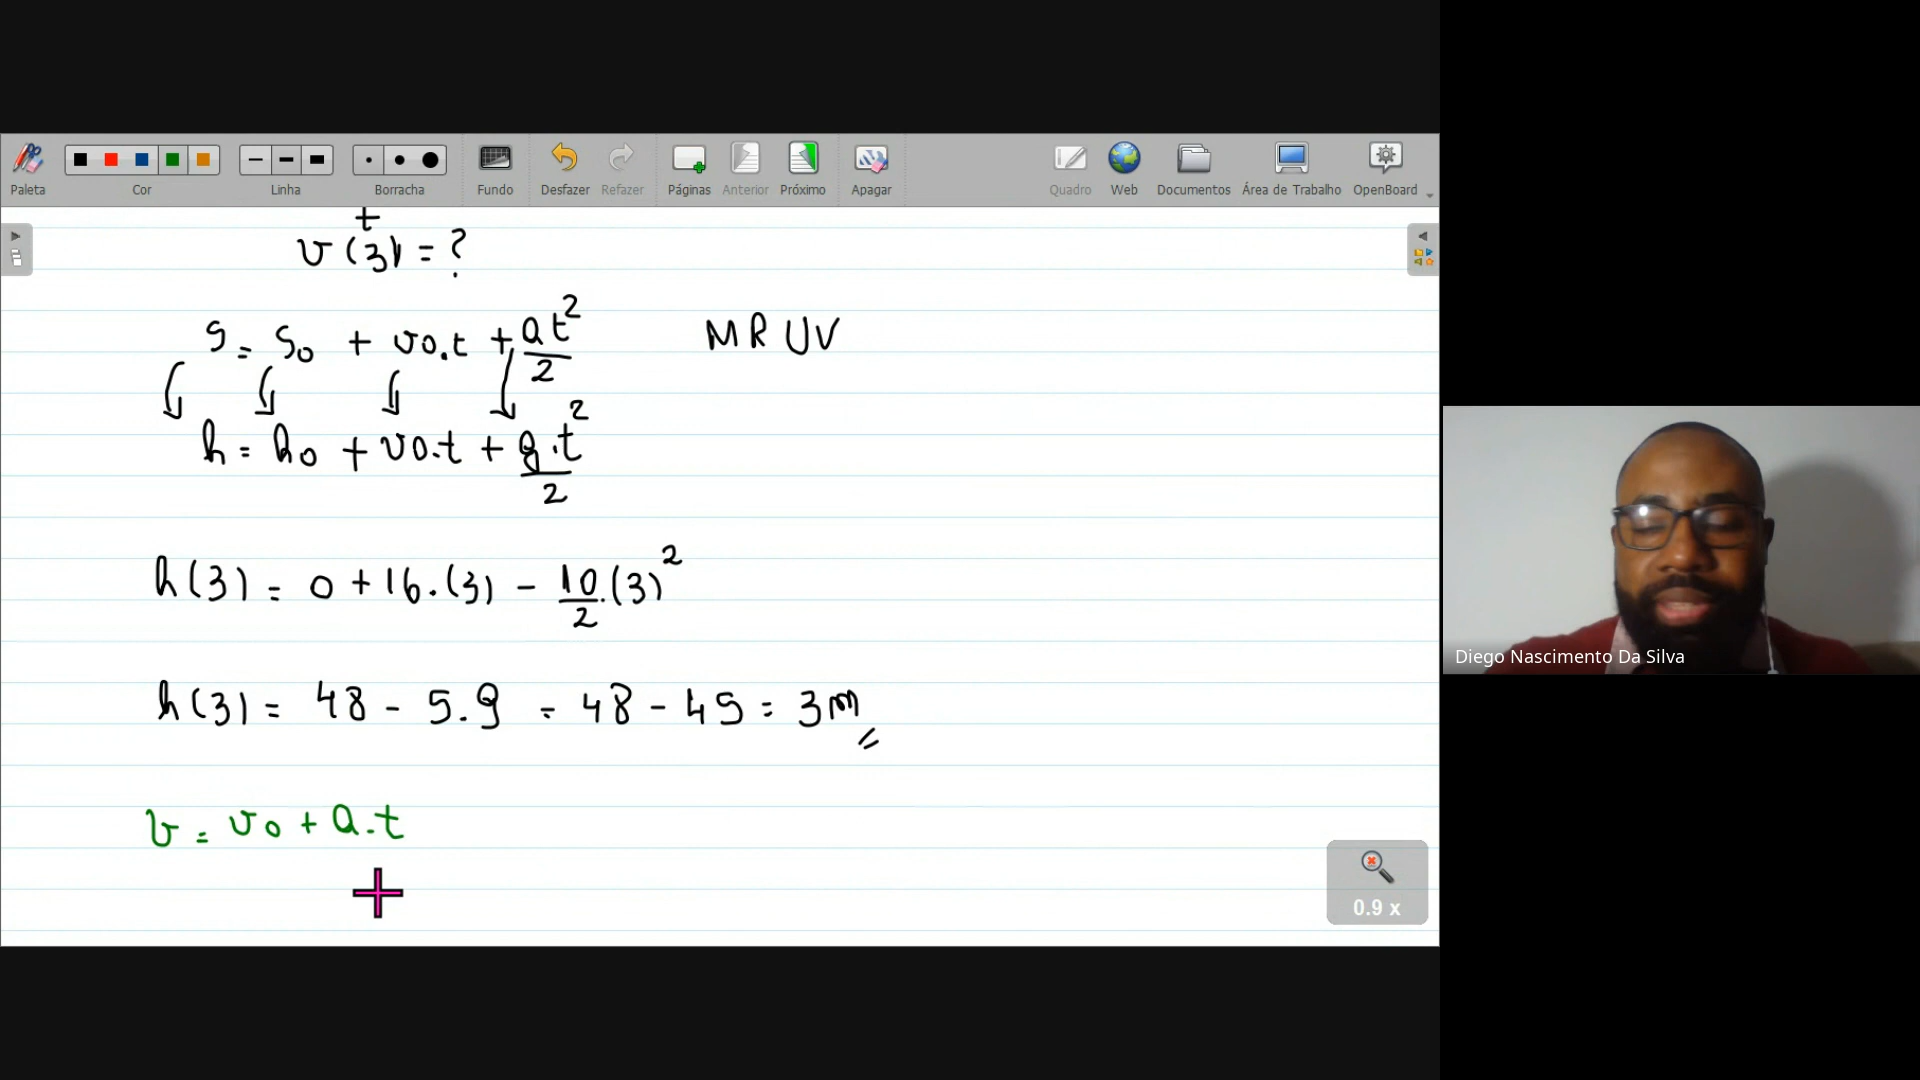 Paleta Cor Linha Borracha Fundo Desfazer Refazer Páginas Anterior Próximo Apagar Quadro Web Documentos Área de Trabalho OpenBoard
t
v(3) = ?
s = s₀ + v₀.t + at²/2 MRUV
h = h₀ + v₀.t + g.t²/2
h(3) = 0 + 16.(3) - 10/2.(3)²
h(3) = 48 - 5.9 = 48 - 45 = 3m
v = v₀ + a.t
0.9 x
Diego Nascimento Da Silva